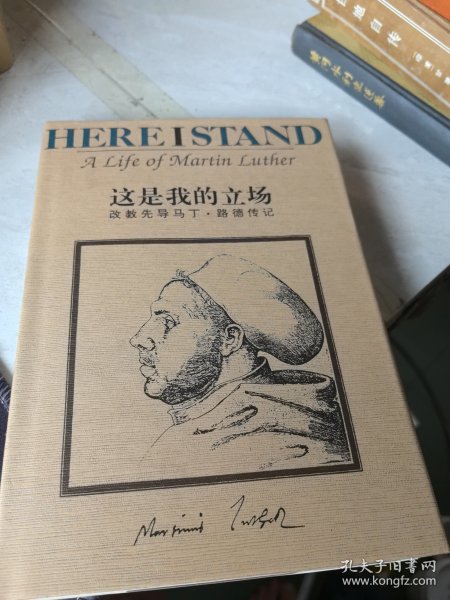 HERE I STAND
A Life of Martin Luther
这是我的立场
改教先导马丁·路德传记
Martinus Luther
孔夫子旧书网
www.kongfz.com